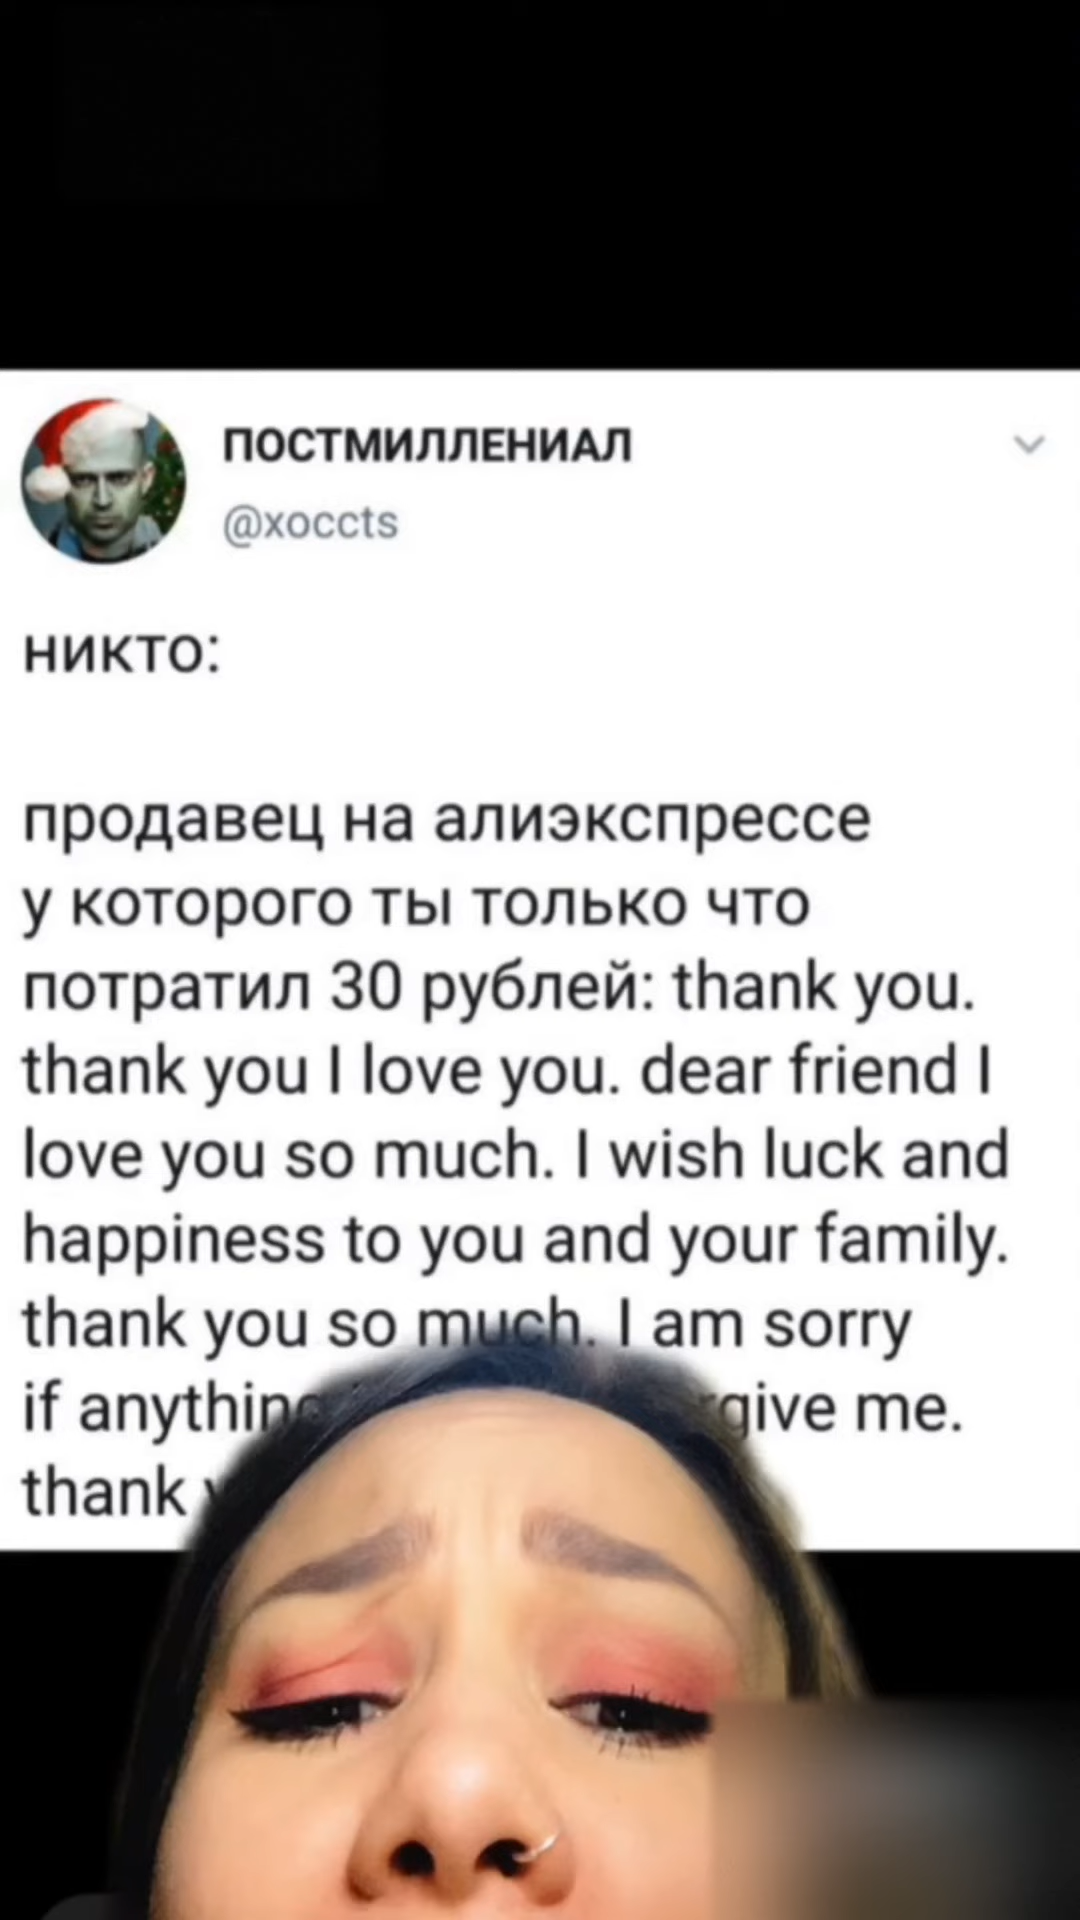 ПОСТМИЛЛЕНИАЛ
@xoccts
никто:
продавец на алиэкспрессе
у которого ты только что
потратил 30 рублей: thank you.
thank you I love you. dear friend I
love you so much. I wish luck and
happiness to you and your family.
thank you so much. I am sorry
if me.
thank